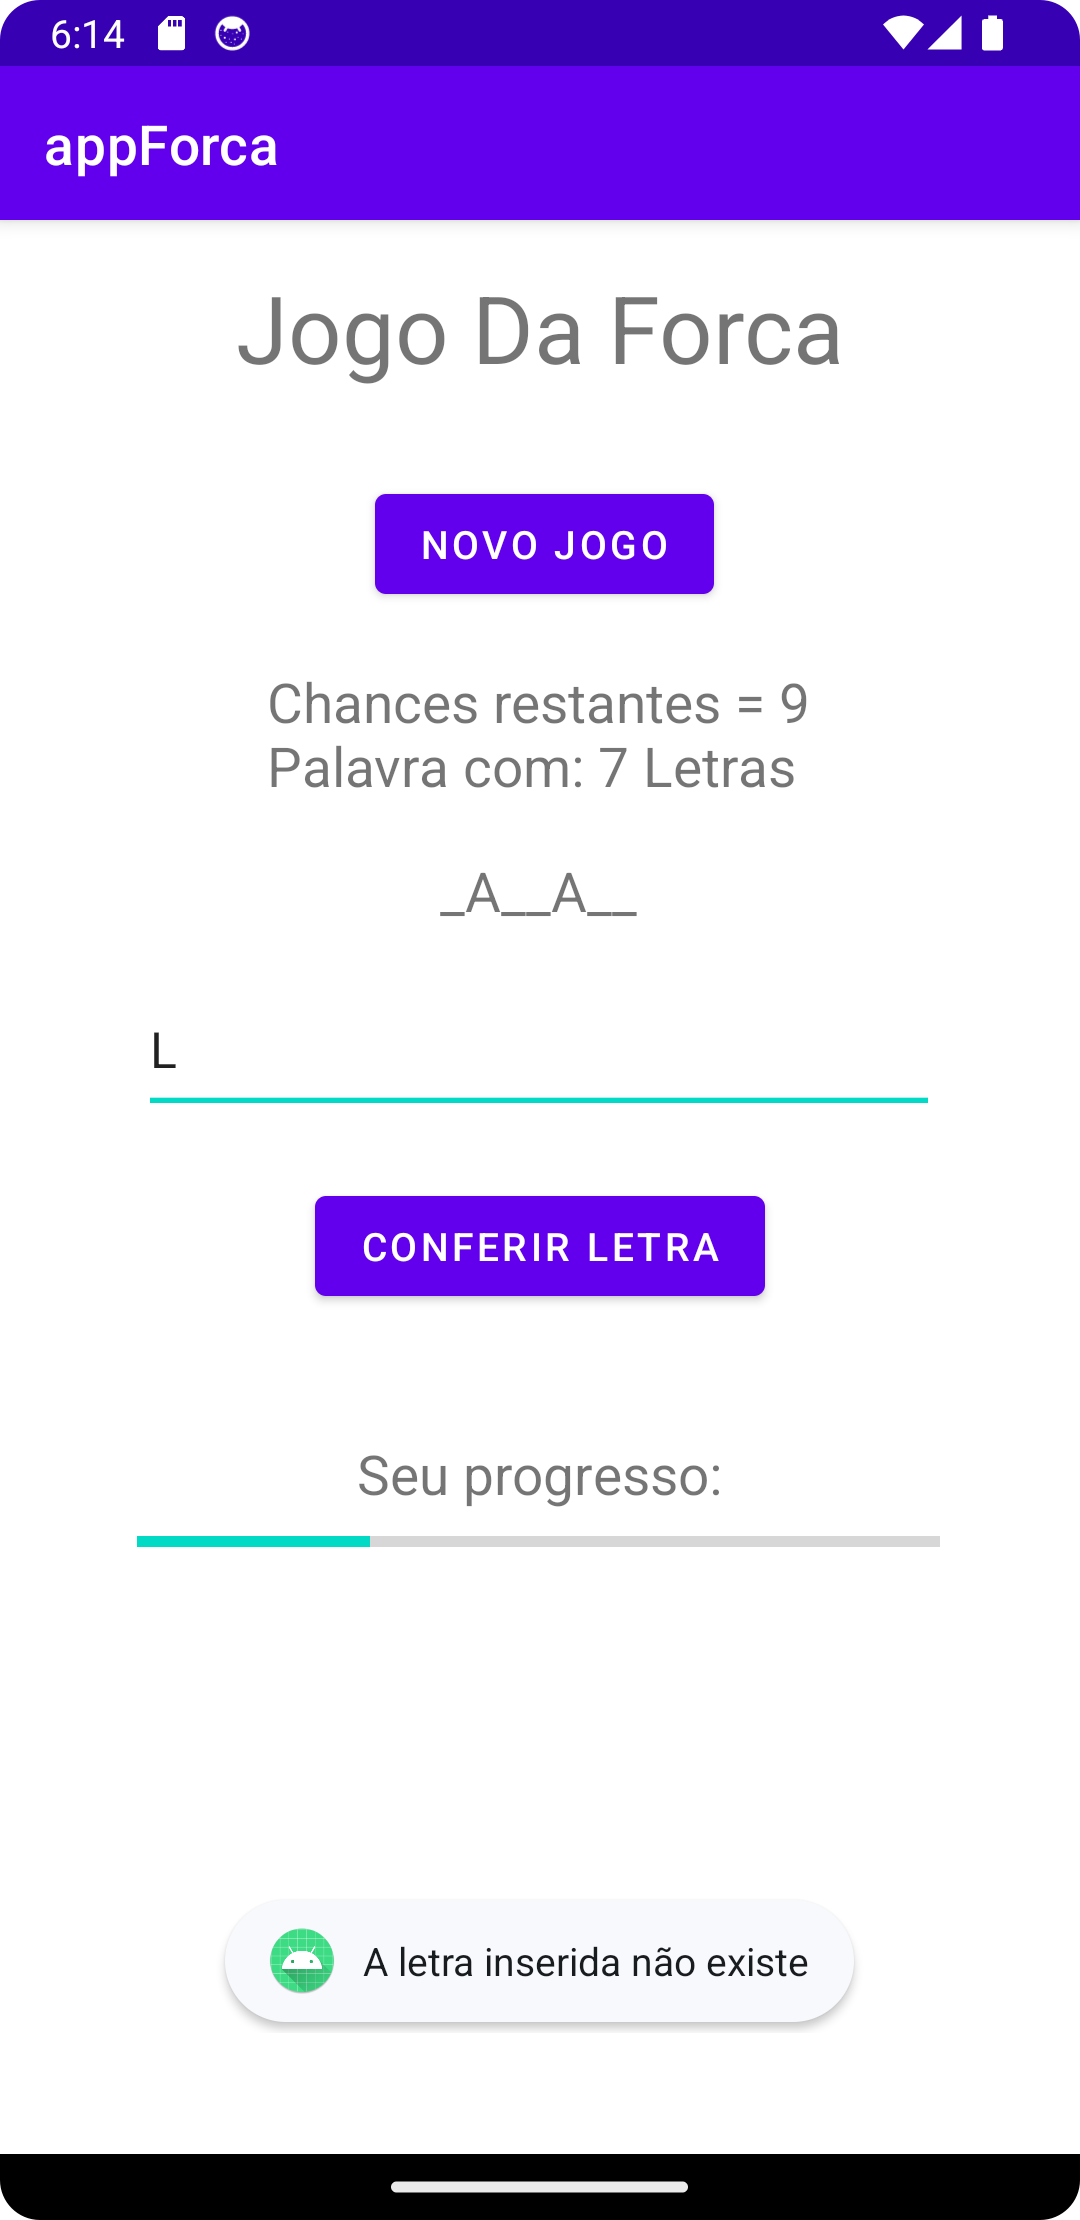 6:14
appForca
Jogo Da Forca
NOVO JOGO
Chances restantes = 9
Palavra com: 7 Letras
_A__A__
L
CONFERIR LETRA
Seu progresso:
A letra inserida não existe